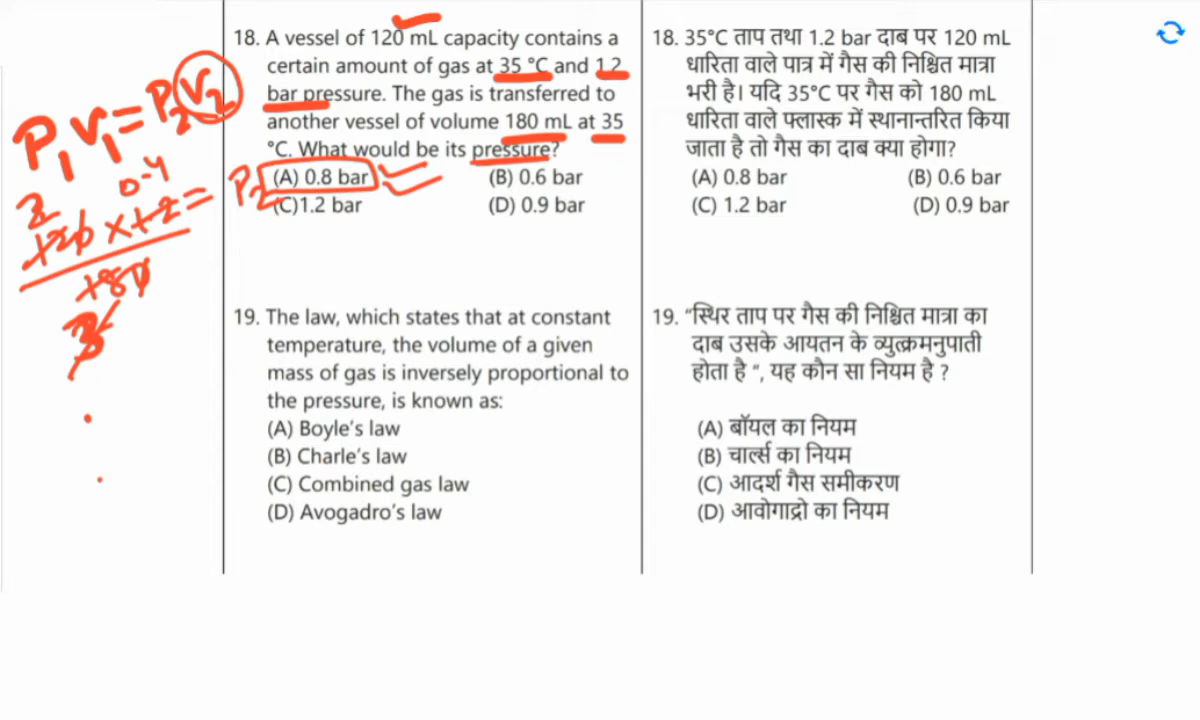 18. A vessel of 120 mL capacity contains a
certain amount of gas at 35 °C and 1.2
bar pressure. The gas is transferred to
another vessel of volume 180 mL at 35
°C. What would be its pressure?
(A) 0.8 bar (B) 0.6 bar
(C)1.2 bar (D) 0.9 bar
19. The law, which states that at constant
temperature, the volume of a given
mass of gas is inversely proportional to
the pressure, is known as:
(A) Boyle's law
(B) Charle's law
(C) Combined gas law
(D) Avogadro's law
18. 35°C ताप तथा 1.2 bar दाब पर 120 mL
धारिता वाले पात्र में गैस की निश्चित मात्रा
भरी है। यदि 35°C पर गैस को 180 mL
धारिता वाले फ्लास्क में स्थानान्तरित किया
जाता है तो गैस का दाब क्या होगा?
(A) 0.8 bar (B) 0.6 bar
(C) 1.2 bar (D) 0.9 bar
19. “स्थिर ताप पर गैस की निश्चित मात्रा का
दाब उसके आयतन के व्युत्क्रमनुपाती
होता है “, यह कौन सा नियम है ?
(A) बॉयल का नियम
(B) चार्ल्स का नियम
(C) आदर्श गैस समीकरण
(D) आवोगाद्रो का नियम
P₁ V₁ = P₂ V₂
2 0.4
120 × 1.2 = P₂
180
3